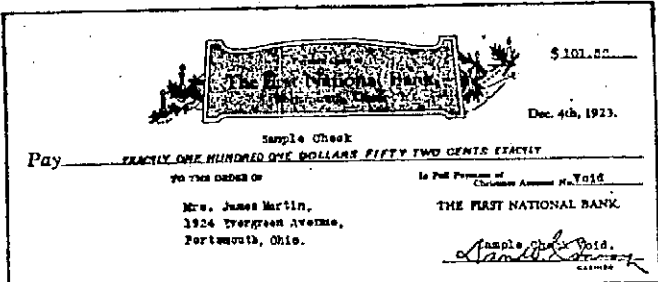 $ 101.52
The First National Bank
Dec. 4th, 1923.
Sample Check
Pay EXACTLY ONE HUNDRED ONE DOLLARS FIFTY TWO CENTS EXACTLY
TO THE ORDER OF
In Full Payment of
Christmas Account No. Void
Mrs. James Martin,
1924 Evergreen Avenue,
Portsmouth, Ohio.
THE FIRST NATIONAL BANK
Sample Check Void.
CASHIER